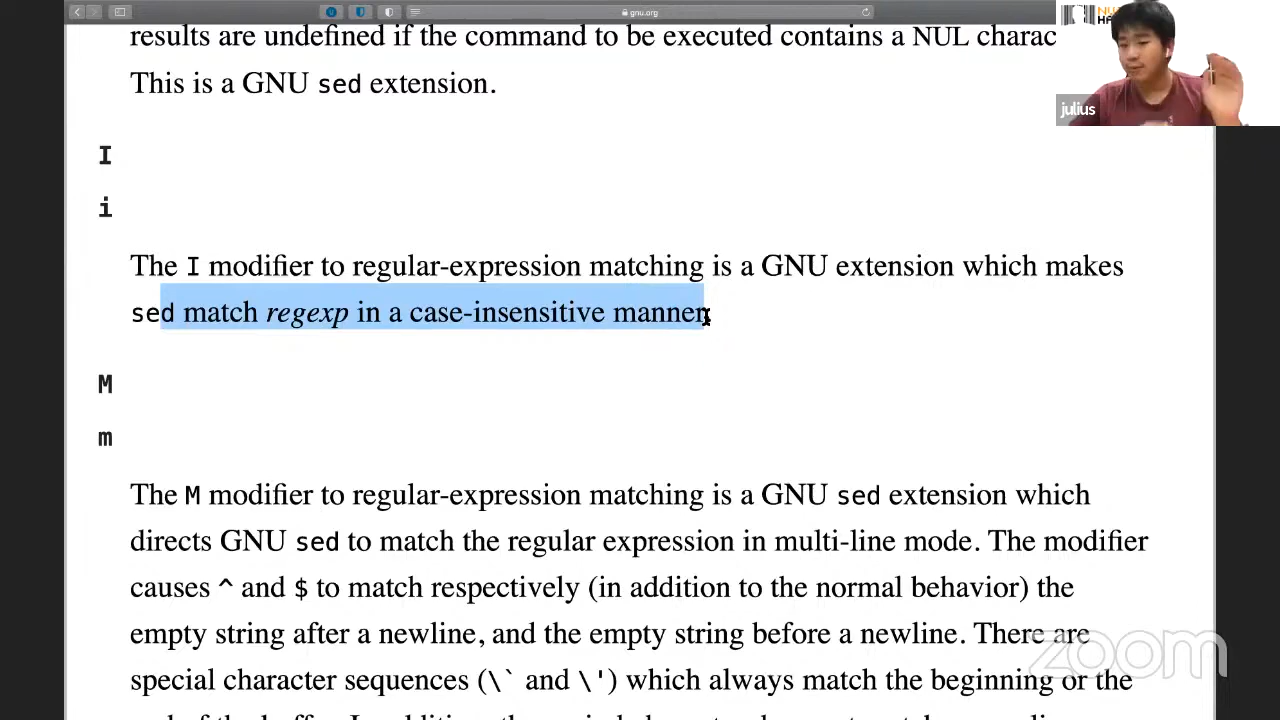 gnu.org
results are undefined if the command to be executed contains a NUL charac
This is a GNU sed extension.
julius
I
i
The I modifier to regular-expression matching is a GNU extension which makes
sed match regexp in a case-insensitive manner.
M
m
The M modifier to regular-expression matching is a GNU sed extension which
directs GNU sed to match the regular expression in multi-line mode. The modifier
causes ^ and $ to match respectively (in addition to the normal behavior) the
empty string after a newline, and the empty string before a newline. There are
special character sequences (\` and \') which always match the beginning or the
zoom